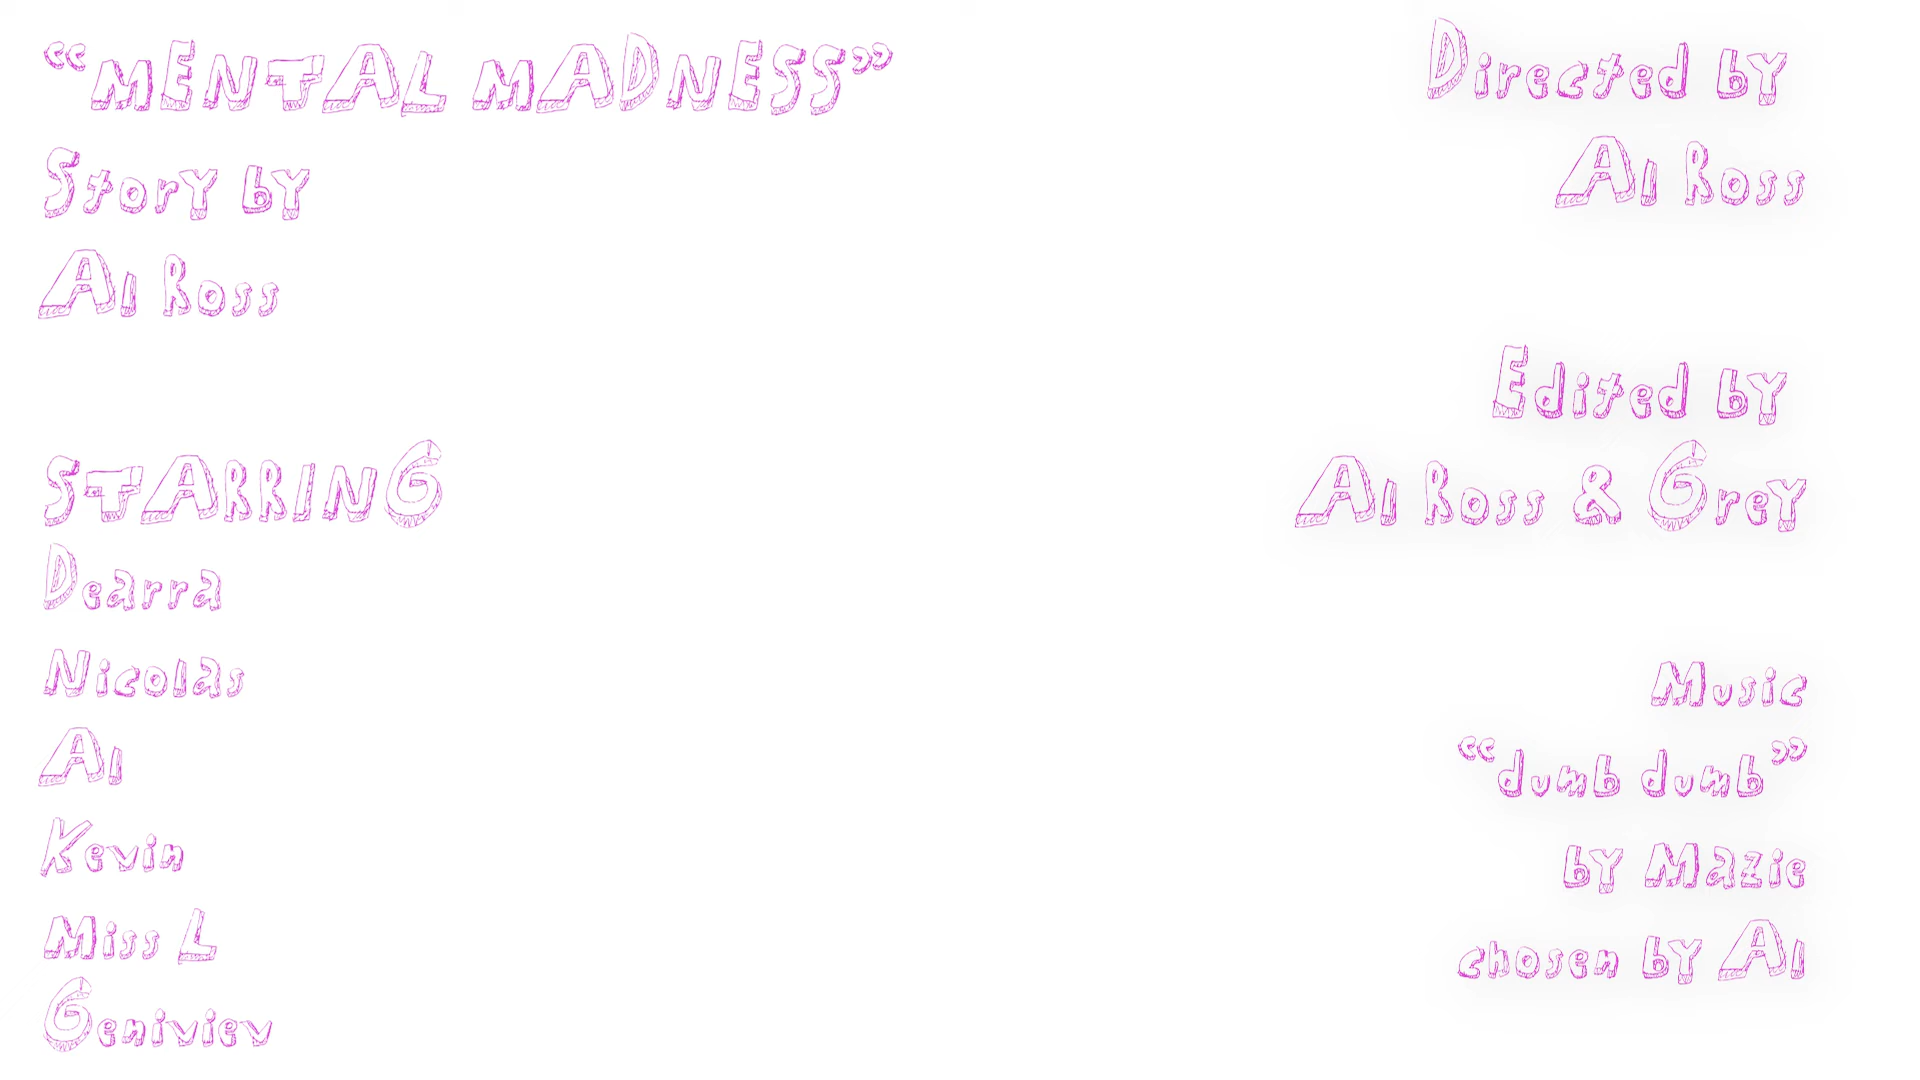 “MENTAL MADNESS”
Story by
Al Ross
STARRING
Dearra
Nicolas
Al
Kevin
Miss L
Geniviev
Directed by
Al Ross
Edited by
Al Ross & Grey
Music
“dumb dumb”
by Mazie
chosen by Al